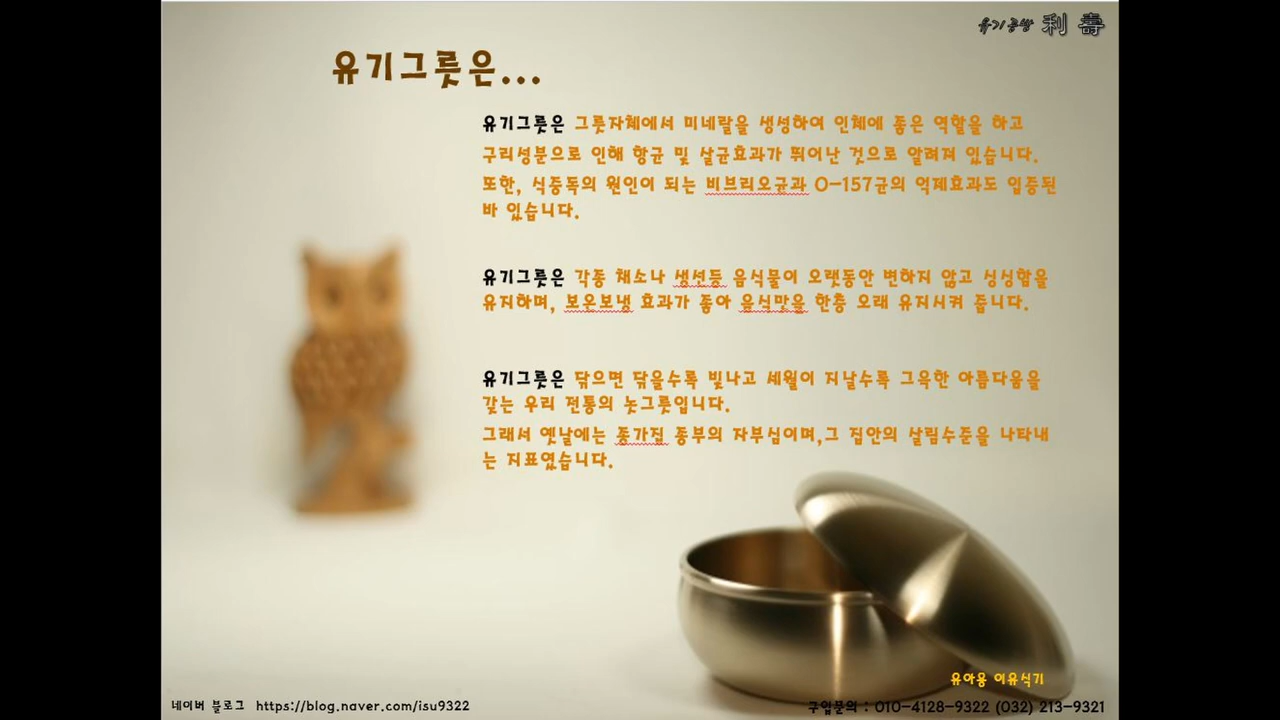 유기공방 利 壽
유기그릇은...
유기그릇은 그릇자체에서 미네랄을 생성하여 인체에 좋은 역할을 하고
구리성분으로 인해 항균 및 살균효과가 뛰어난 것으로 알려져 있습니다.
또한, 식중독의 원인이 되는 비브리오균과 O-157균의 억제효과도 입증된
바 있습니다.
유기그릇은 각종 채소나 생선등 음식물이 오랫동안 변하지 않고 싱싱함을
유지하며, 보온보냉 효과가 좋아 음식맛을 한층 오래 유지시켜 줍니다.
유기그릇은 닦으면 닦을수록 빛나고 세월이 지날수록 그윽한 아름다움을
갖는 우리 전통의 놋그릇입니다.
그래서 옛날에는 종가집 종부의 자부심이며,그 집안의 살림수준을 나타내
는 지표였습니다.
유아용 이유식기
네이버 블로그 https://blog.naver.com/isu9322
구입문의 : 010-4128-9322 (032) 213-9321